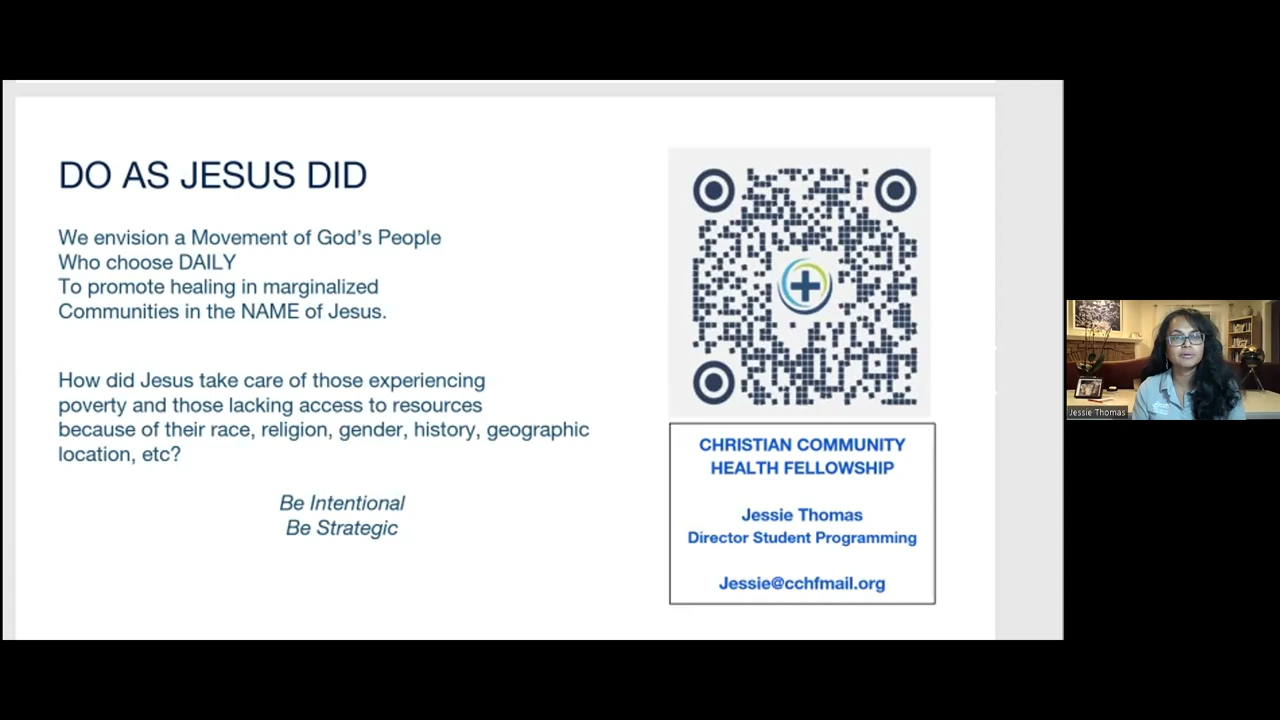 DO AS JESUS DID
We envision a Movement of God's People
Who choose DAILY
To promote healing in marginalized
Communities in the NAME of Jesus.
How did Jesus take care of those experiencing
poverty and those lacking access to resources
because of their race, religion, gender, history, geographic
location, etc?
Be Intentional
Be Strategic
CHRISTIAN COMMUNITY
HEALTH FELLOWSHIP
Jessie Thomas
Director Student Programming
Jessie@cchfmail.org
Jessie Thomas